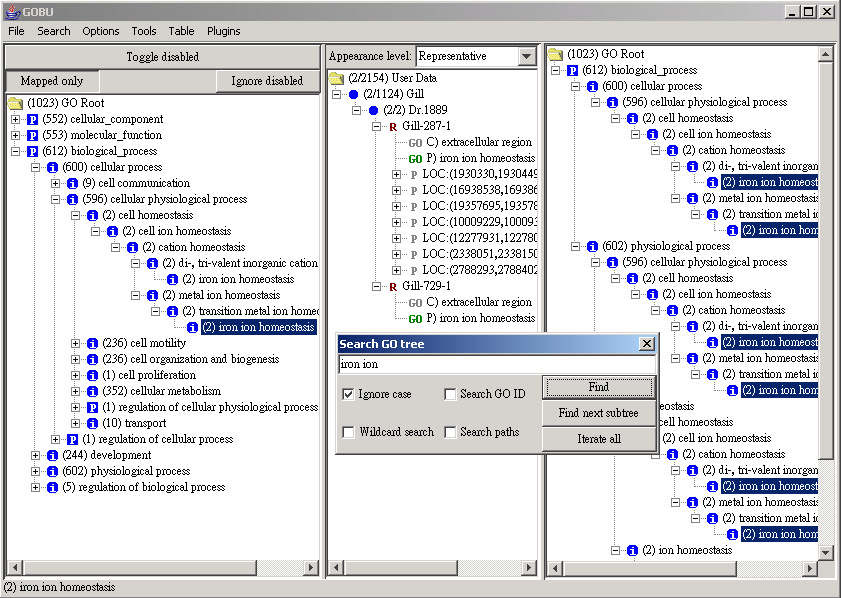 GOBU
File Search Options Tools Table Plugins
Toggle disabled
Mapped only Ignore disabled
(1023) GO Root
P (552) cellular_component
P (553) molecular_function
P (612) biological_process
i (600) cellular process
i (9) cell communication
i (596) cellular physiological process
i (2) cell homeostasis
i (2) cell ion homeostasis
i (2) cation homeostasis
i (2) di-, tri-valent inorganic cation
i (2) iron ion homeostasis
i (2) metal ion homeostasis
i (2) transition metal ion home
i (2) iron ion homeostasis
i (236) cell motility
i (236) cell organization and biogenesis
i (1) cell proliferation
i (352) cellular metabolism
P (1) regulation of cellular physiological process
i (10) transport
P (1) regulation of cellular process
i (244) development
i (602) physiological process
i (5) regulation of biological process
Appearance level: Representative
(2/2154) User Data
(2/1124) Gill
(2/2) Dr.1889
R Gill-287-1
GO C) extracellular region
GO P) iron ion homeostasis
P LOC:(1930330,1930449
P LOC:(16938538,169386
P LOC:(19357695,193578
P LOC:(10009229,100093
P LOC:(12277931,122780
P LOC:(2338051,2338150
P LOC:(2788293,2788402
R Gill-729-1
GO C) extracellular region
GO P) iron ion homeostasis
(1023) GO Root
P (612) biological_process
i (600) cellular process
i (596) cellular physiological process
i (2) cell homeostasis
i (2) cell ion homeostasis
i (2) cation homeostasis
i (2) di-, tri-valent inorgan
i (2) iron ion homeost
i (2) metal ion homeostasis
i (2) transition metal io
i (2) iron ion hom
i (602) physiological process
i (596) cellular physiological process
i (2) cell homeostasis
i (2) cell ion homeostasis
i (2) cation homeostasis
i (2) di-, tri-valent inorgan
i (2) iron ion homeost
i (2) metal ion homeostasis
i (2) transition metal io
i (2) iron ion hom
eostasis
cell homeostasis
(2) cell ion homeostasis
i (2) cation homeostasis
i (2) di-, tri-valent inorgan
i (2) iron ion homeost
i (2) metal ion homeostasis
i (2) transition metal io
i (2) iron ion hom
i (2) ion homeostasis
Search GO tree
iron ion
Ignore case Search GO ID Find
Find next subtree
Wildcard search Search paths Iterate all
(2) iron ion homeostasis